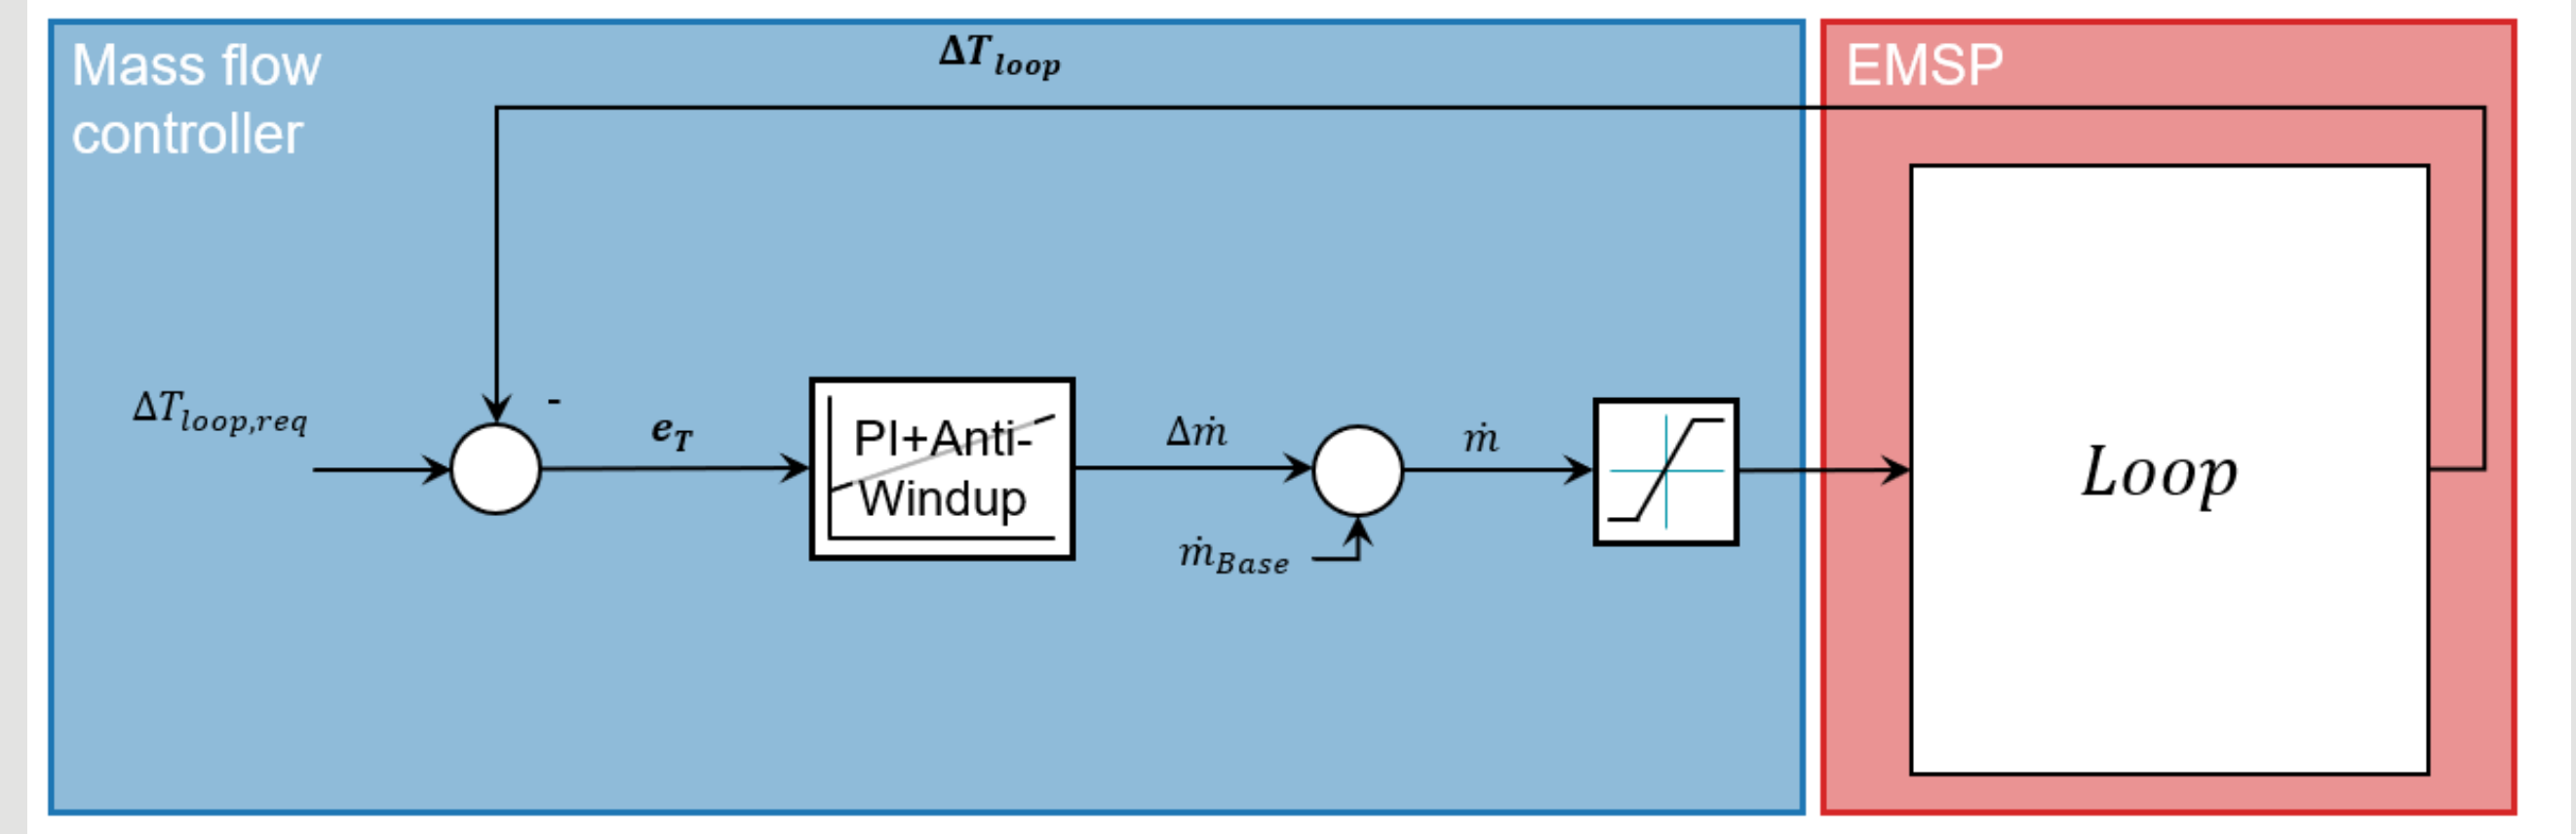 Mass flow
controller
ΔT_loop
EMSP
ΔT_loop,req
-
e_T
PI+Anti-
Windup
Δṁ
ṁ_Base
ṁ
Loop